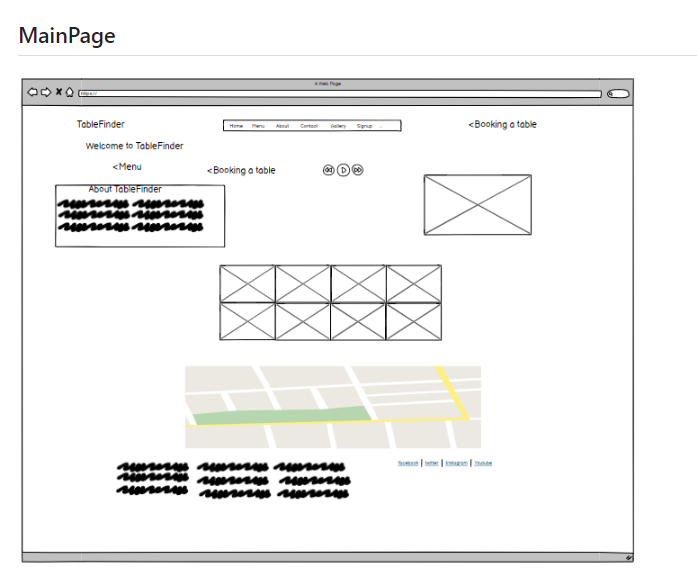 MainPage
A Web Page
https://
TableFinder
Home Menu About Contact Gallery Signup ...
<Booking a table
Welcome to TableFinder
<Menu
<Booking a table
About TableFinder
facebook | twitter | Instagram | Youtube